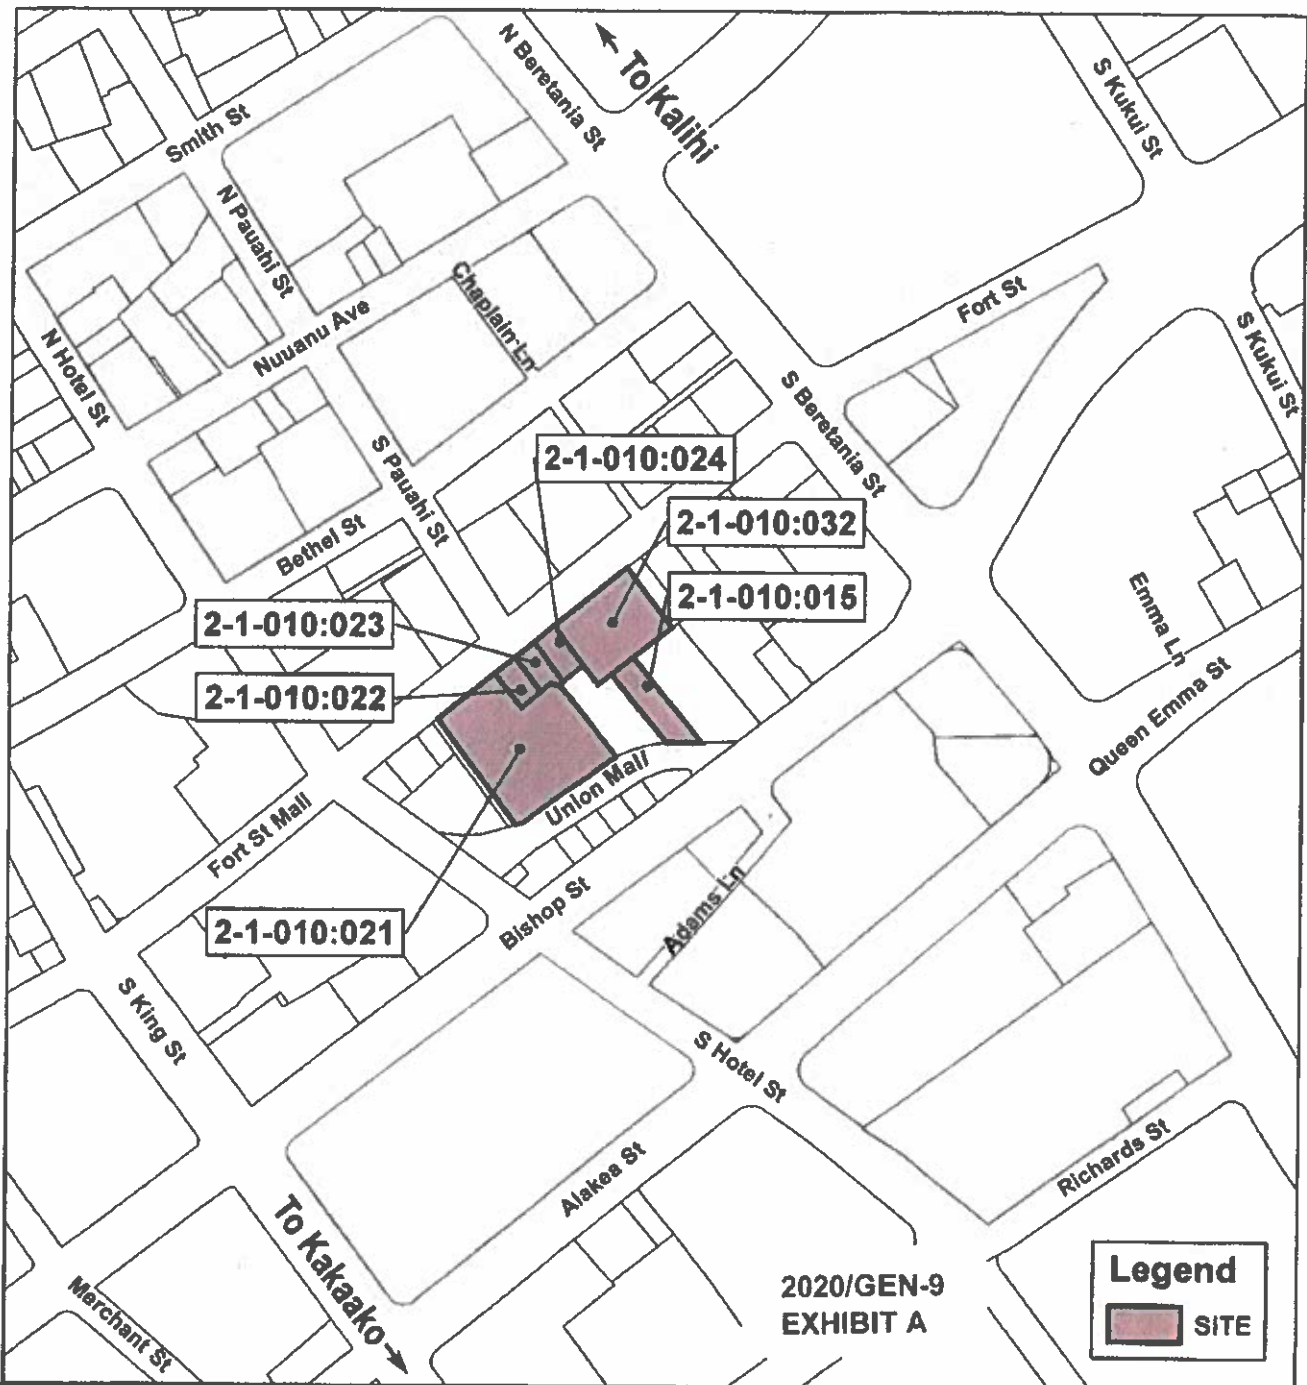 N Beretania St
To Kalihi
S Kukui St
Smith St
N Pauahi St
Chaplain Ln
Fort St
Nuuanu Ave
N Hotel St
S Kukui St
S Beretania St
S Pauahi St
2-1-010:024
2-1-010:032
Bethel St
2-1-010:015
2-1-010:023
Emma Ln
2-1-010:022
Queen Emma St
Union Mall
Fort St Mall
Bishop St
Adams Ln
2-1-010:021
S King St
S Hotel St
Richards St
Alakea St
To Kakaako
Merchant St
2020/GEN-9
EXHIBIT A
Legend
SITE